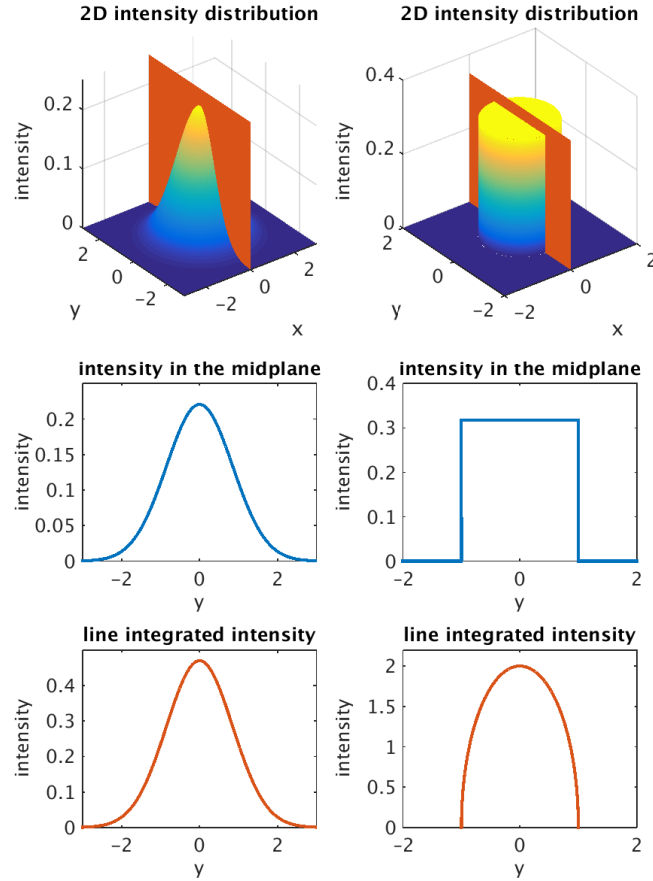 2D intensity distribution
intensity
0.2
0.1
0
2
0
−2
y
−2
0
2
x
2D intensity distribution
intensity
0.4
0.2
0
2
0
−2
y
−2
0
2
x
intensity in the midplane
intensity
0.2
0.15
0.1
0.05
0
−2 0 2
y
intensity in the midplane
intensity
0.4
0.3
0.2
0.1
0
−2 0 2
y
line integrated intensity
intensity
0.4
0.3
0.2
0.1
0
−2 0 2
y
line integrated intensity
intensity
2
1.5
1
0.5
0
−2 0 2
y